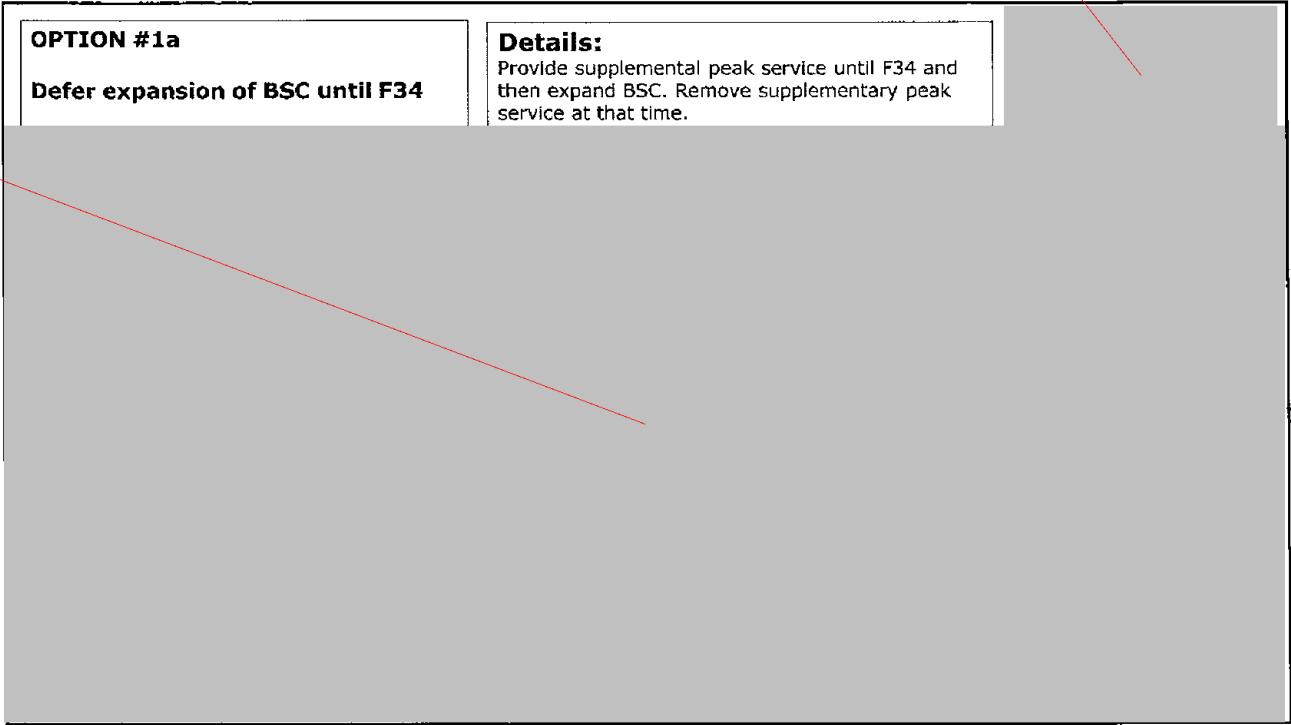 OPTION #1a
Defer expansion of BSC until F34
Details:
Provide supplemental peak service until F34 and
then expand BSC. Remove supplementary peak
service at that time.